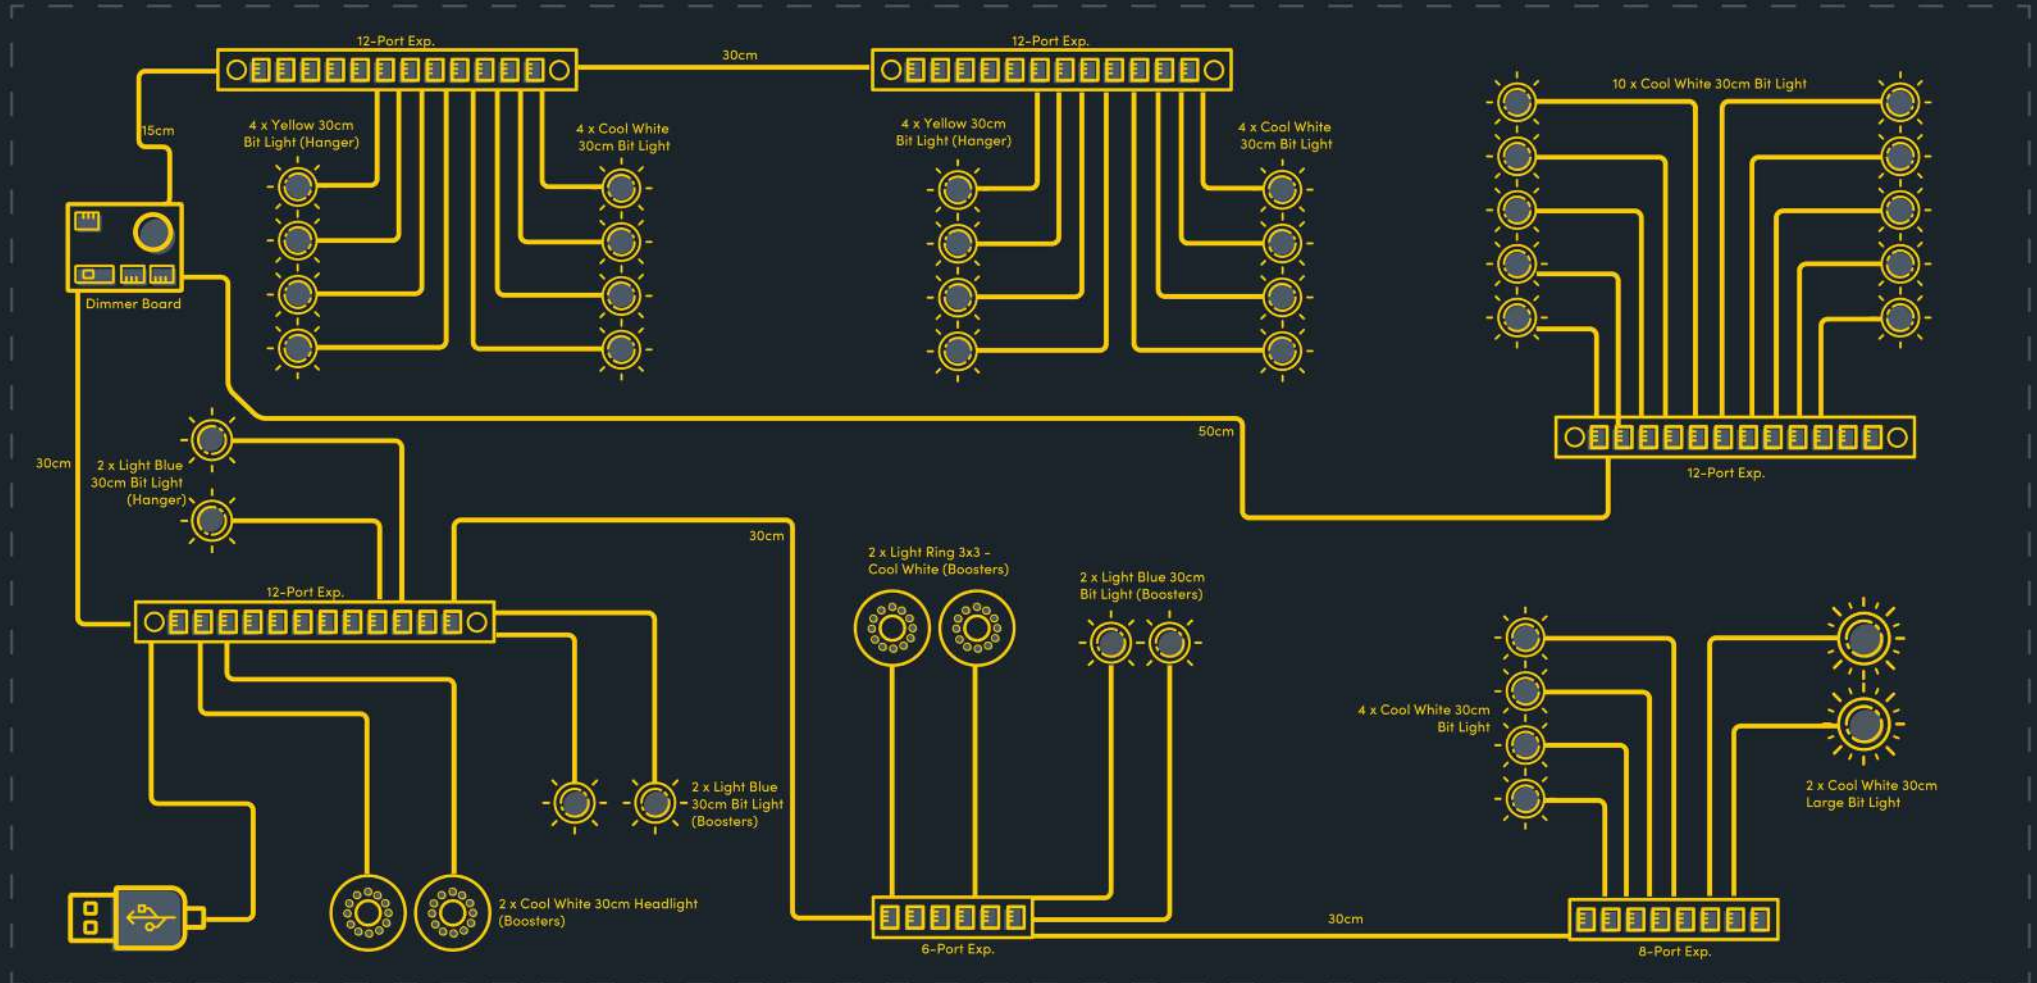 12-Port Exp.
30cm
12-Port Exp.
10 x Cool White 30cm Bit Light
15cm
4 x Yellow 30cm
Bit Light (Hanger)
4 x Cool White
30cm Bit Light
4 x Yellow 30cm
Bit Light (Hanger)
4 x Cool White
30cm Bit Light
Dimmer Board
50cm
12-Port Exp.
30cm
2 x Light Blue
30cm Bit Light
(Hanger)
30cm
2 x Light Ring 3x3 -
Cool White (Boosters)
2 x Light Blue 30cm
Bit Light (Boosters)
12-Port Exp.
4 x Cool White 30cm
Bit Light
2 x Cool White 30cm
Large Bit Light
2 x Light Blue
30cm Bit Light
(Boosters)
2 x Cool White 30cm Headlight
(Boosters)
6-Port Exp.
30cm
8-Port Exp.